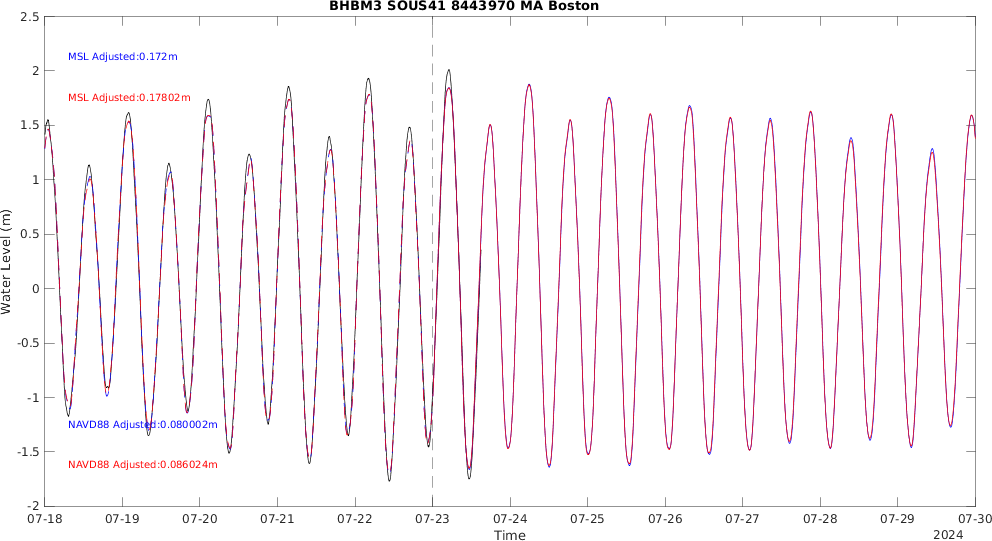 BHBM3 SOUS41 8443970 MA Boston
2.5
MSL Adjusted:0.172m
2
MSL Adjusted:0.17802m
1.5
1
0.5
0
-0.5
-1
NAVD88 Adjusted:0.080002m
-1.5
NAVD88 Adjusted:0.086024m
-2
Water Level (m)
07-18 07-19 07-20 07-21 07-22 07-23 07-24 07-25 07-26 07-27 07-28 07-29 07-30
Time
2024